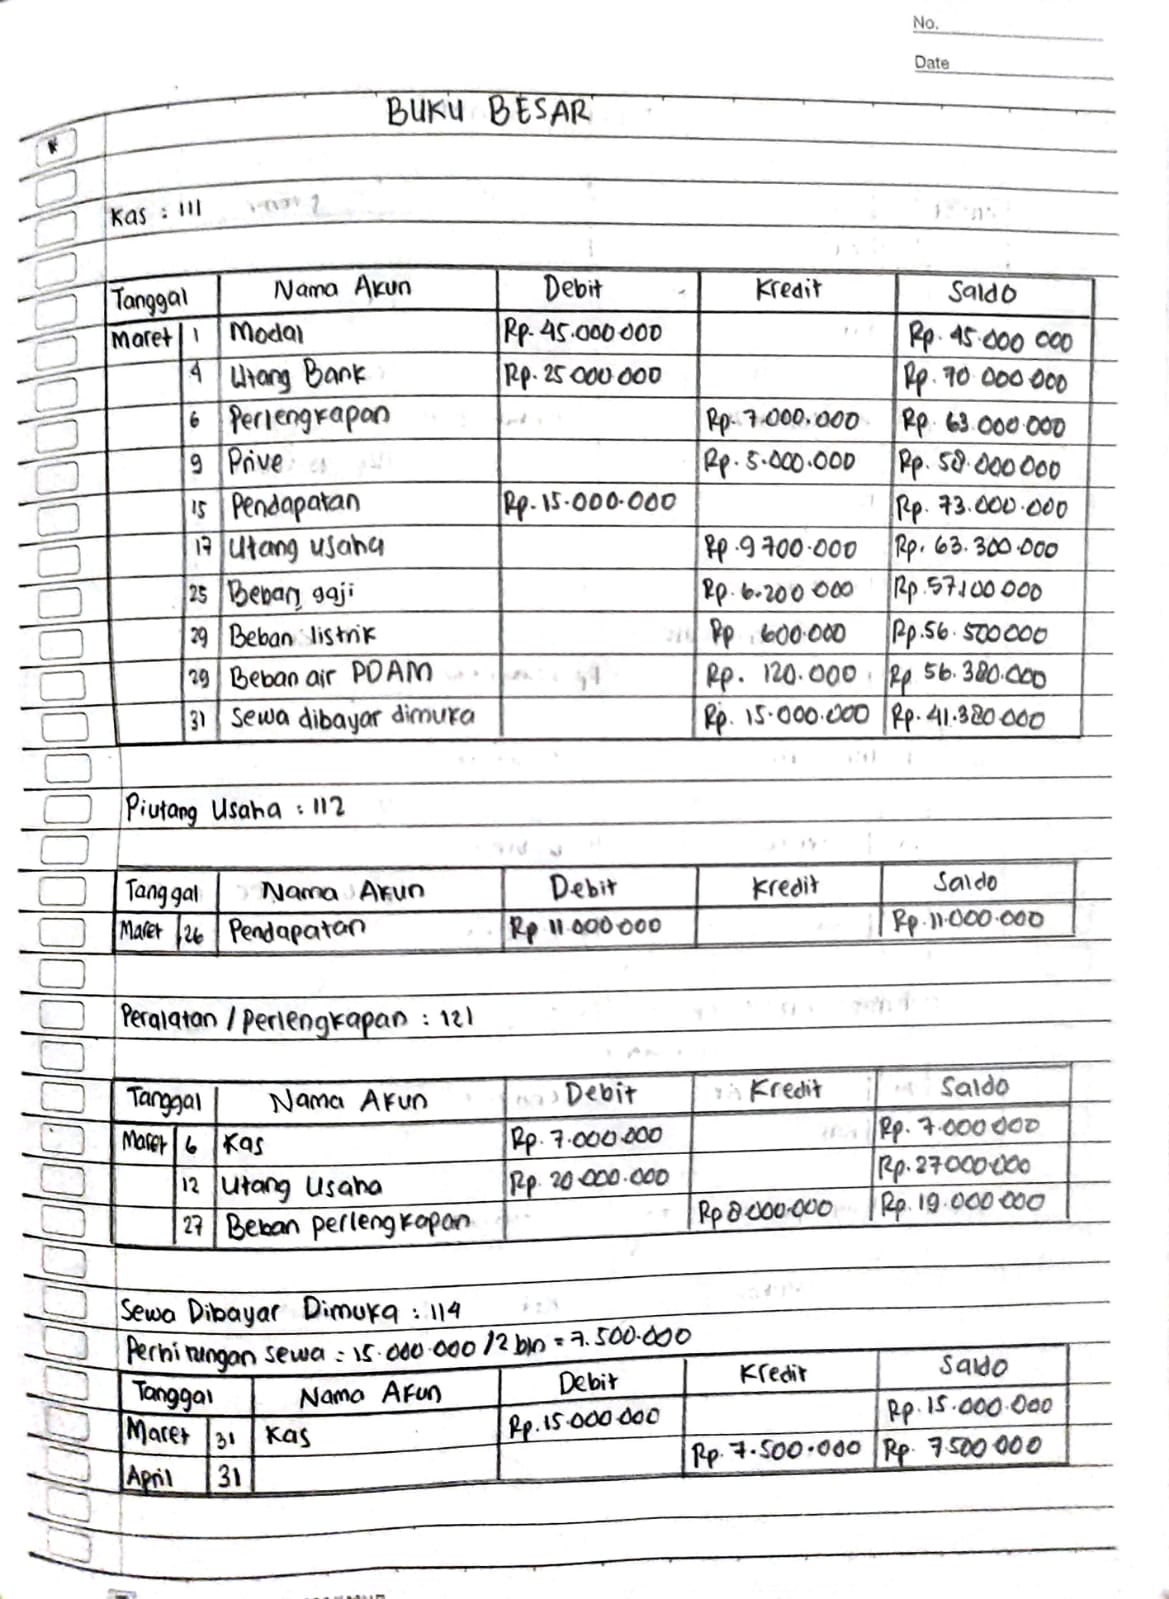 No.
Date
BUKU BESAR
Kas : 111
Tanggal Nama Akun Debit Kredit Saldo
Maret 1 Modal Rp. 45.000.000 Rp. 45.000 000
4 Utang Bank Rp. 25.000.000 Rp. 70.000.000
6 Perlengkapan Rp. 7.000.000 Rp. 63.000.000
9 Prive Rp. 5.000.000 Rp. 58.000.000
15 Pendapatan Rp. 15.000.000 Rp. 73.000.000
17 Utang usaha Rp. 9.700.000 Rp. 63.300.000
25 Beban gaji Rp. 6.200.000 Rp. 57.100.000
29 Beban listrik Rp. 600.000 Rp. 56.500.000
29 Beban air PDAM Rp. 120.000 Rp. 56.380.000
31 Sewa dibayar dimuka Rp. 15.000.000 Rp. 41.380.000
Piutang Usaha : 112
Tanggal Nama Akun Debit Kredit Saldo
Maret 26 Pendapatan Rp 11.000.000 Rp. 11.000.000
Peralatan / Perlengkapan : 121
Tanggal Nama Akun Debit Kredit Saldo
Maret 6 Kas Rp. 7.000.000 Rp. 7.000.000
12 Utang Usaha Rp. 20.000.000 Rp. 27.000.000
27 Beban perlengkapan Rp 8.000.000 Rp. 19.000.000
Sewa Dibayar Dimuka : 114
Perhitungan sewa : 15.000.000 / 2 bln = 7.500.000
Tanggal Nama Akun Debit Kredit Saldo
Maret 31 Kas Rp. 15.000.000 Rp. 15.000.000
April 31 Rp. 7.500.000 Rp. 7.500.000